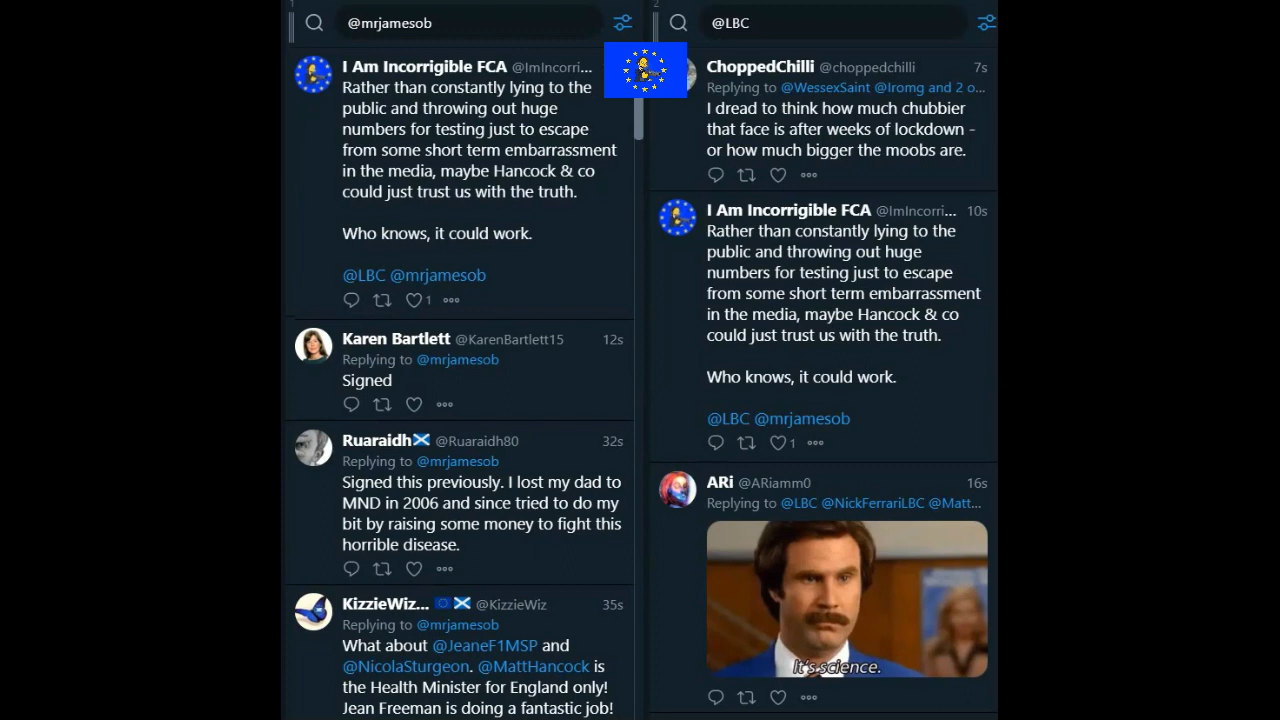 1
@mrjamesob
I Am Incorrigible FCA @ImIncorri...
Rather than constantly lying to the
public and throwing out huge
numbers for testing just to escape
from some short term embarrassment
in the media, maybe Hancock & co
could just trust us with the truth.
Who knows, it could work.
@LBC @mrjamesob
1
Karen Bartlett @KarenBartlett15 12s
Replying to @mrjamesob
Signed
Ruaraidh @Ruaraidh80 32s
Replying to @mrjamesob
Signed this previously. I lost my dad to
MND in 2006 and since tried to do my
bit by raising some money to fight this
horrible disease.
KizzieWiz... @KizzieWiz 35s
Replying to @mrjamesob
What about @JeaneF1MSP and
@NicolaSturgeon. @MattHancock is
the Health Minister for England only!
Jean Freeman is doing a fantastic job!
2
@LBC
ChoppedChilli @choppedchilli 7s
Replying to @WessexSaint @Iromg and 2 o...
I dread to think how much chubbier
that face is after weeks of lockdown -
or how much bigger the moobs are.
I Am Incorrigible FCA @ImIncorri... 10s
Rather than constantly lying to the
public and throwing out huge
numbers for testing just to escape
from some short term embarrassment
in the media, maybe Hancock & co
could just trust us with the truth.
Who knows, it could work.
@LBC @mrjamesob
1
ARi @ARiamm0 16s
Replying to @LBC @NickFerrariLBC @Matt...
It's science.